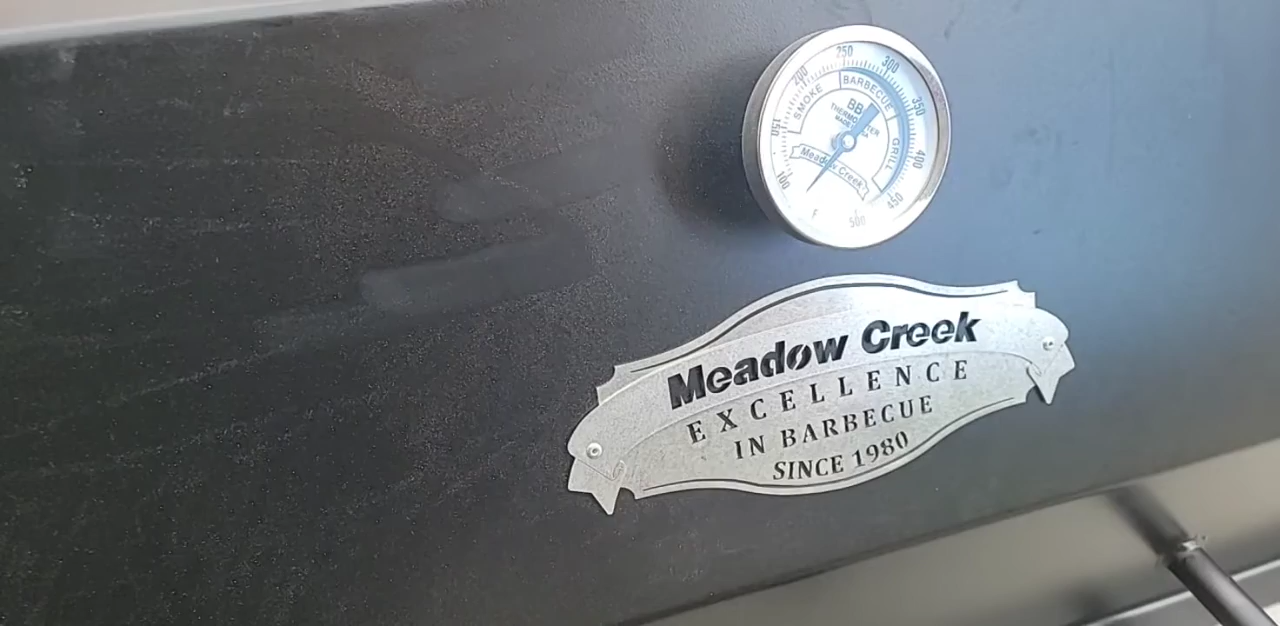 250
200
300
150
350
100
400
450
500
F
SMOKE
BARBECUE
GRILL
BB
Meadow Creek
Meadow Creek
EXCELLENCE
IN BARBECUE
SINCE 1980